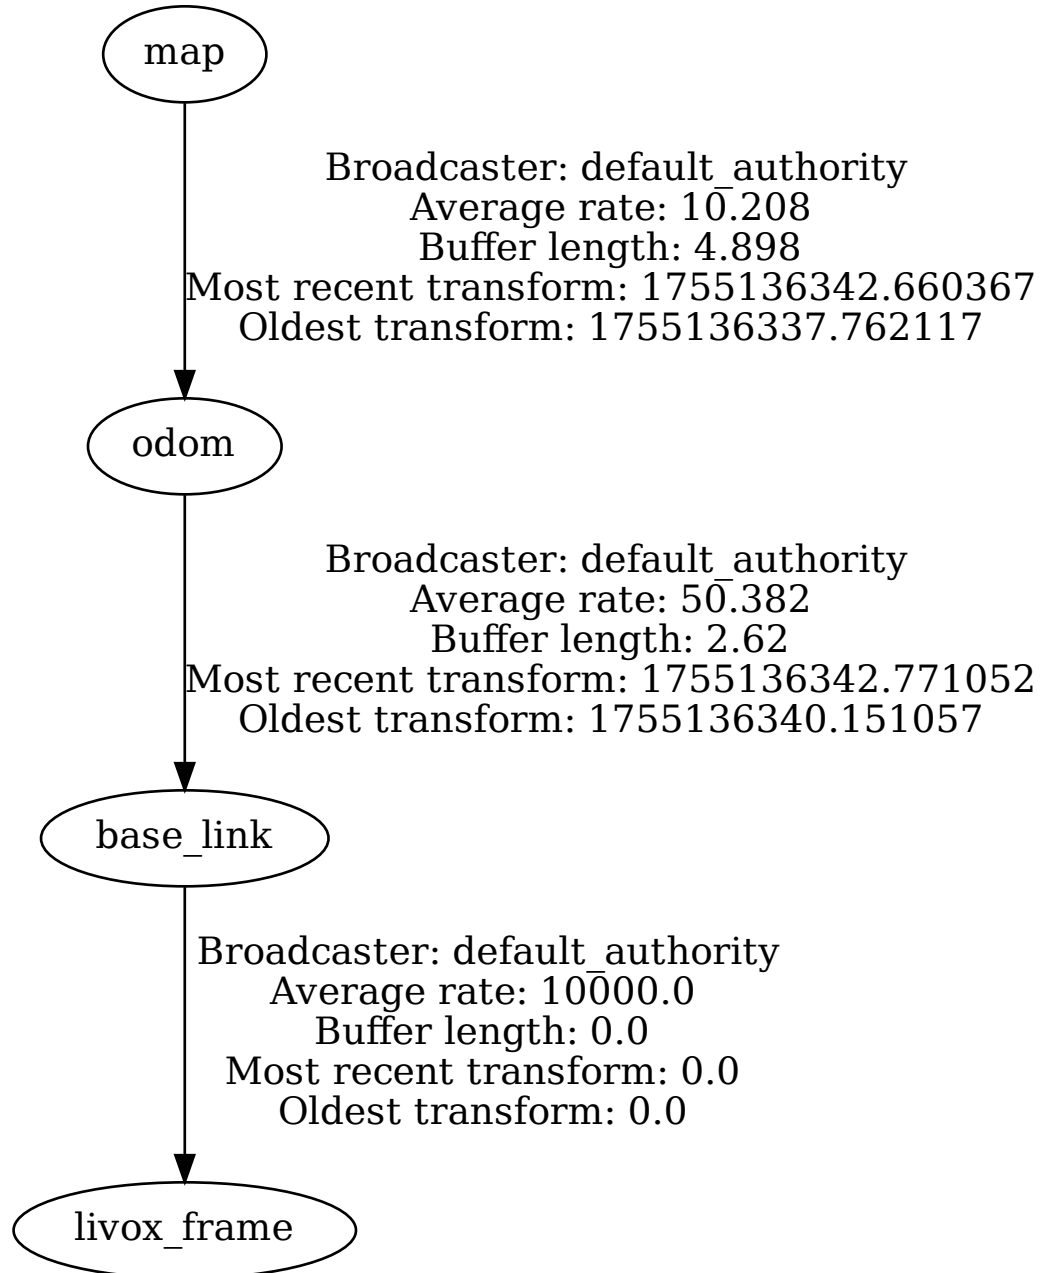 map
Broadcaster: default_authority
Average rate: 10.208
Buffer length: 4.898
Most recent transform: 1755136342.660367
Oldest transform: 1755136337.762117
odom
Broadcaster: default_authority
Average rate: 50.382
Buffer length: 2.62
Most recent transform: 1755136342.771052
Oldest transform: 1755136340.151057
base_link
Broadcaster: default_authority
Average rate: 10000.0
Buffer length: 0.0
Most recent transform: 0.0
Oldest transform: 0.0
livox_frame